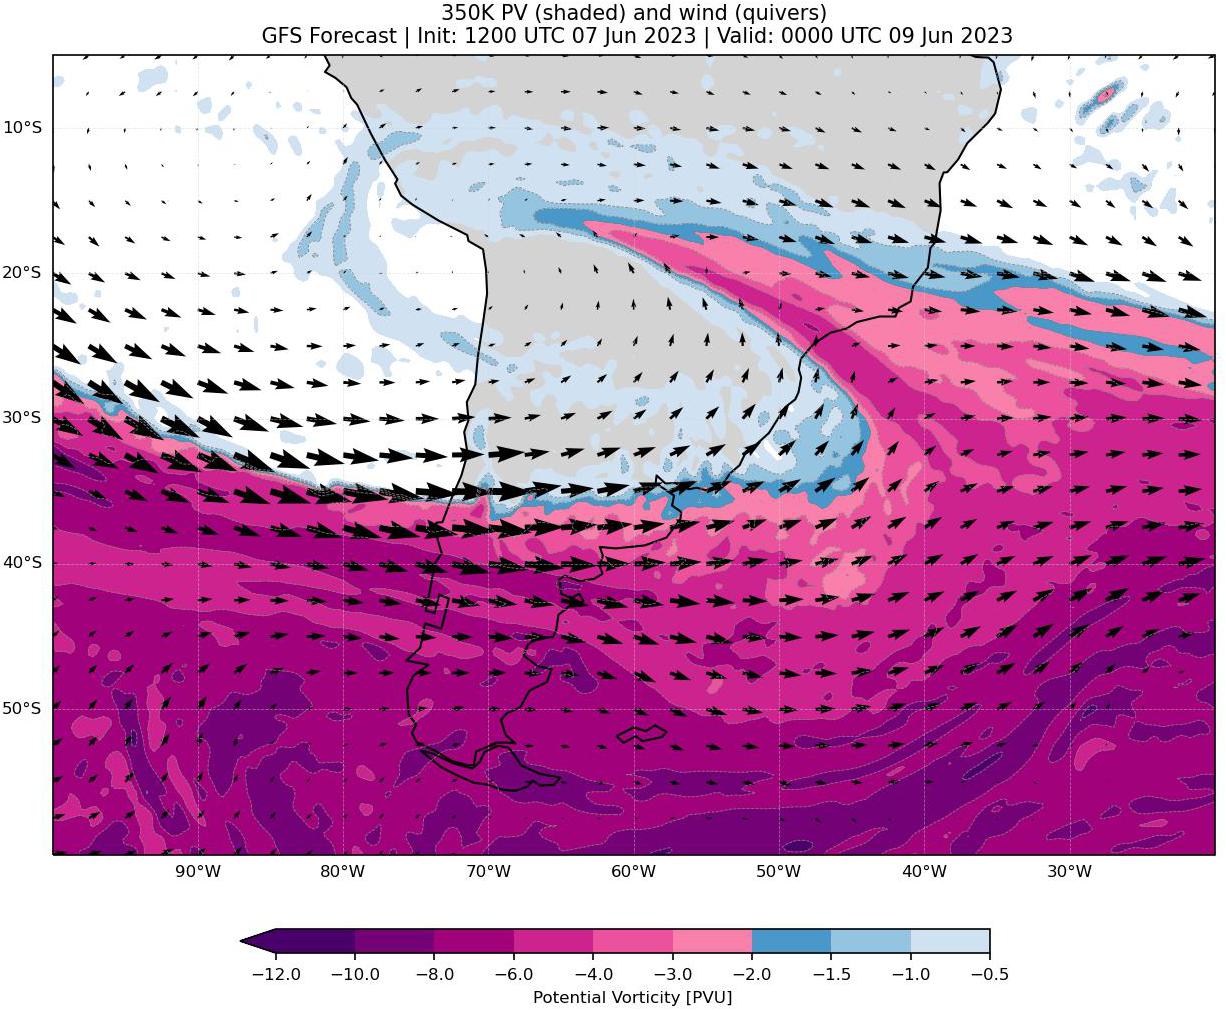 350K PV (shaded) and wind (quivers)
GFS Forecast | Init: 1200 UTC 07 Jun 2023 | Valid: 0000 UTC 09 Jun 2023
10°S
20°S
30°S
40°S
50°S
90°W 80°W 70°W 60°W 50°W 40°W 30°W
−12.0 −10.0 −8.0 −6.0 −4.0 −3.0 −2.0 −1.5 −1.0 −0.5
Potential Vorticity [PVU]